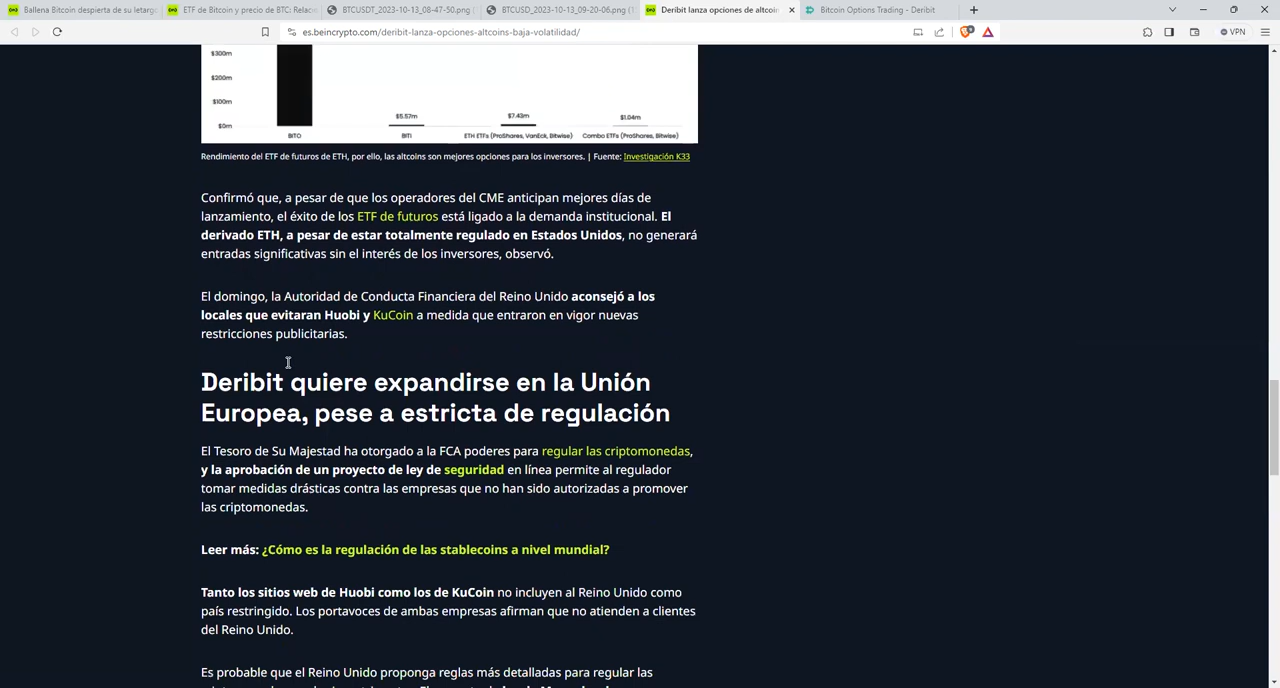 Ballena Bitcoin despierta de su letargo
ETF de Bitcoin y precio de BTC: Relac
BTCUSDT_2023-10-13_08-47-50.png (
BTCUSD_2023-10-13_09-20-06.png (1
Deribit lanza opciones de altcoin
Bitcoin Options Trading - Deribit
es.beincrypto.com/deribit-lanza-opciones-altcoins-baja-volatilidad/
VPN
$300m
$200m
$100m
$0m
$5.57m
$7.43m
$1.04m
BITO
BITI
ETH ETFs (ProShares, VanEck, Bitwise)
Combo ETFs (ProShares, Bitwise)
Rendimiento del ETF de futuros de ETH, por ello, las altcoins son mejores opciones para los inversores. | Fuente: Investigación K33
Confirmó que, a pesar de que los operadores del CME anticipan mejores días de
lanzamiento, el éxito de los ETF de futuros está ligado a la demanda institucional. El
derivado ETH, a pesar de estar totalmente regulado en Estados Unidos, no generará
entradas significativas sin el interés de los inversores, observó.
El domingo, la Autoridad de Conducta Financiera del Reino Unido aconsejó a los
locales que evitaran Huobi y KuCoin a medida que entraron en vigor nuevas
restricciones publicitarias.
Deribit quiere expandirse en la Unión
Europea, pese a estricta de regulación
El Tesoro de Su Majestad ha otorgado a la FCA poderes para regular las criptomonedas,
y la aprobación de un proyecto de ley de seguridad en línea permite al regulador
tomar medidas drásticas contra las empresas que no han sido autorizadas a promover
las criptomonedas.
Leer más: ¿Cómo es la regulación de las stablecoins a nivel mundial?
Tanto los sitios web de Huobi como los de KuCoin no incluyen al Reino Unido como
país restringido. Los portavoces de ambas empresas afirman que no atienden a clientes
del Reino Unido.
Es probable que el Reino Unido proponga reglas más detalladas para regular las